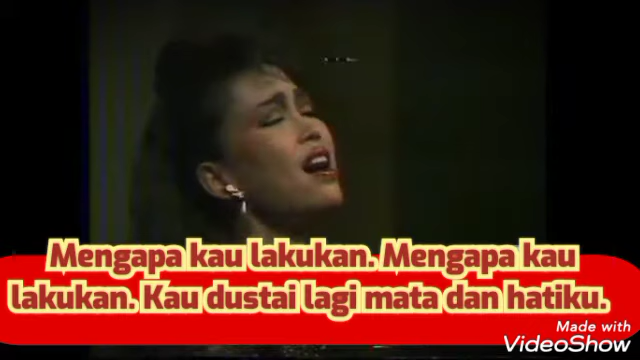 Mengapa kau lakukan. Mengapa kau
lakukan. Kau dustai lagi mata dan hatiku.
Made with
VideoShow